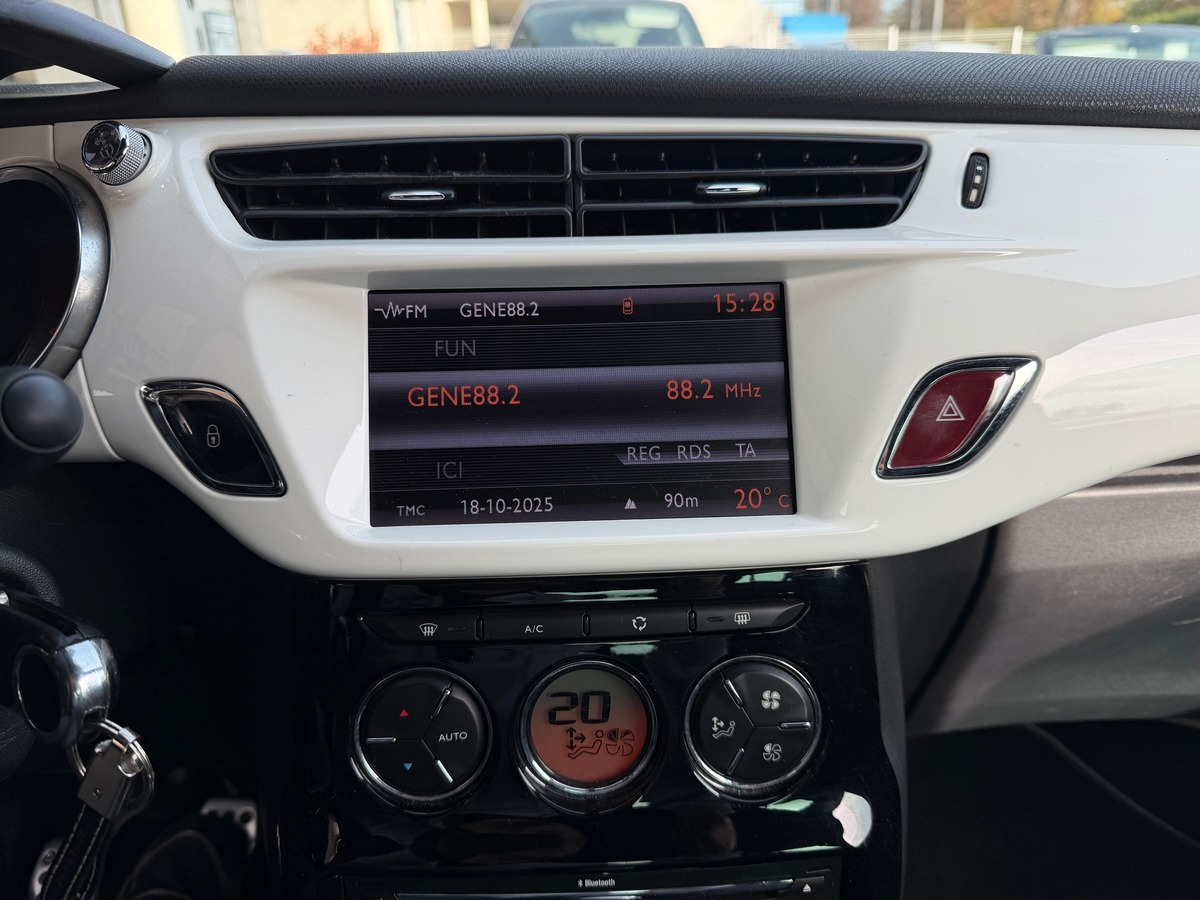 FM GENE88.2 15:28
FUN
GENE88.2 88.2 MHz
REG RDS TA
ICI
TMC 18-10-2025 90m 20° C
A/C
AUTO
20
Bluetooth